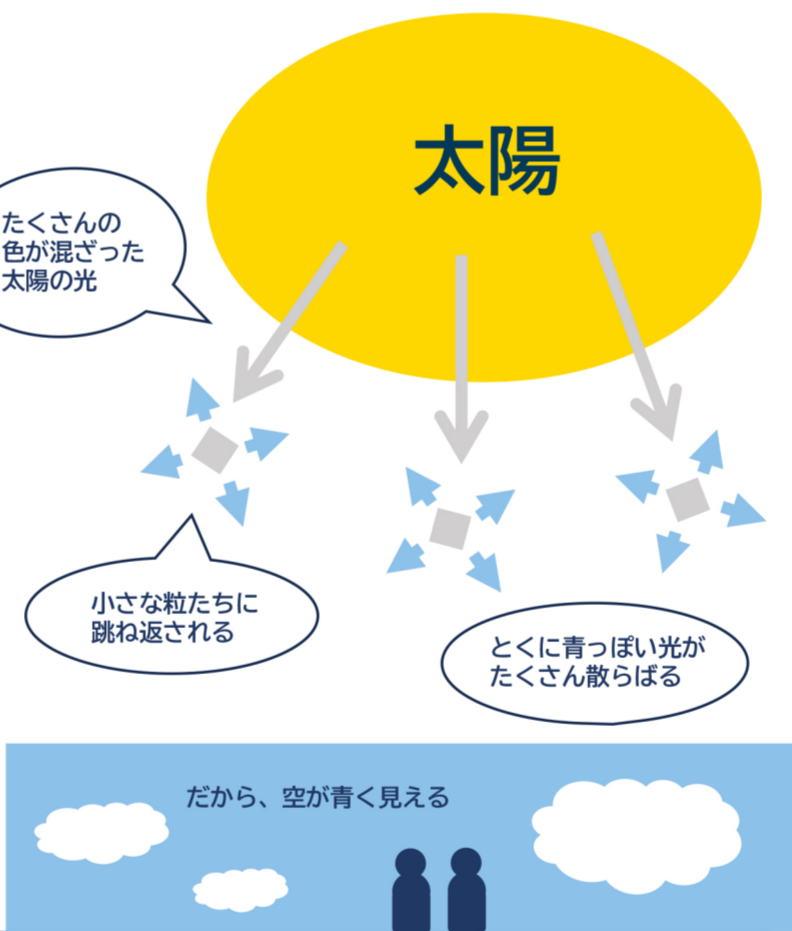 太陽
たくさんの
色が混ざった
太陽の光
小さな粒たちに
跳ね返される
とくに青っぽい光が
たくさん散らばる
だから、空が青く見える